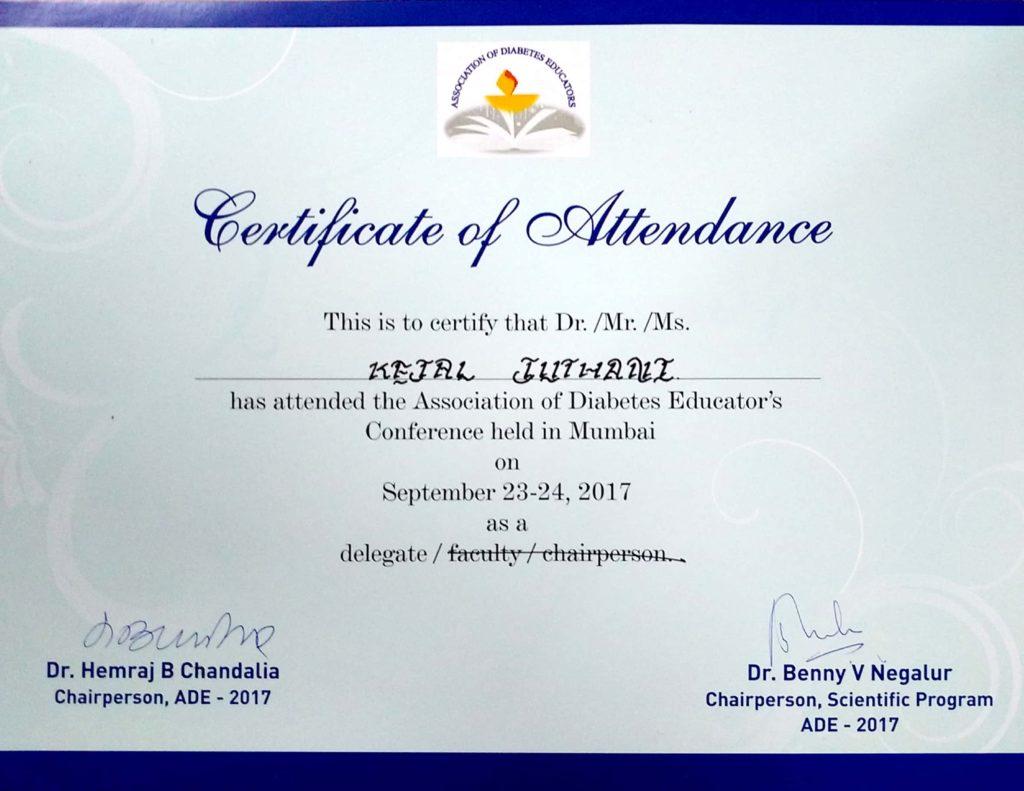 ASSOCIATION OF DIABETES EDUCATORS
Certificate of Attendance
This is to certify that Dr. /Mr. /Ms.
KEJAL JUTHANI.
has attended the Association of Diabetes Educator's
Conference held in Mumbai
on
September 23-24, 2017
as a
delegate / faculty / chairperson.
Dr. Hemraj B Chandalia
Chairperson, ADE - 2017
Dr. Benny V Negalur
Chairperson, Scientific Program
ADE - 2017